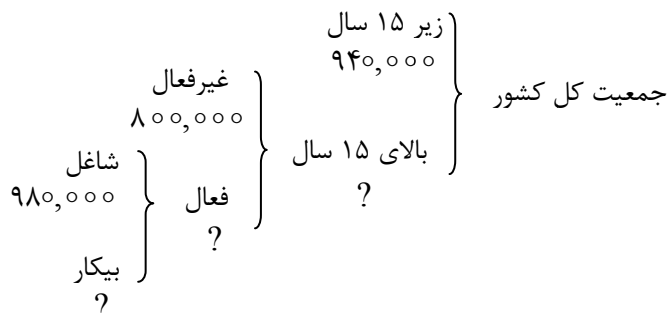 جمعیت کل کشور
زیر ۱۵ سال
۹۴۰,۰۰۰
بالای ۱۵ سال
?
غیرفعال
۸۰۰,۰۰۰
فعال
?
شاغل
۹۸۰,۰۰۰
بیکار
?